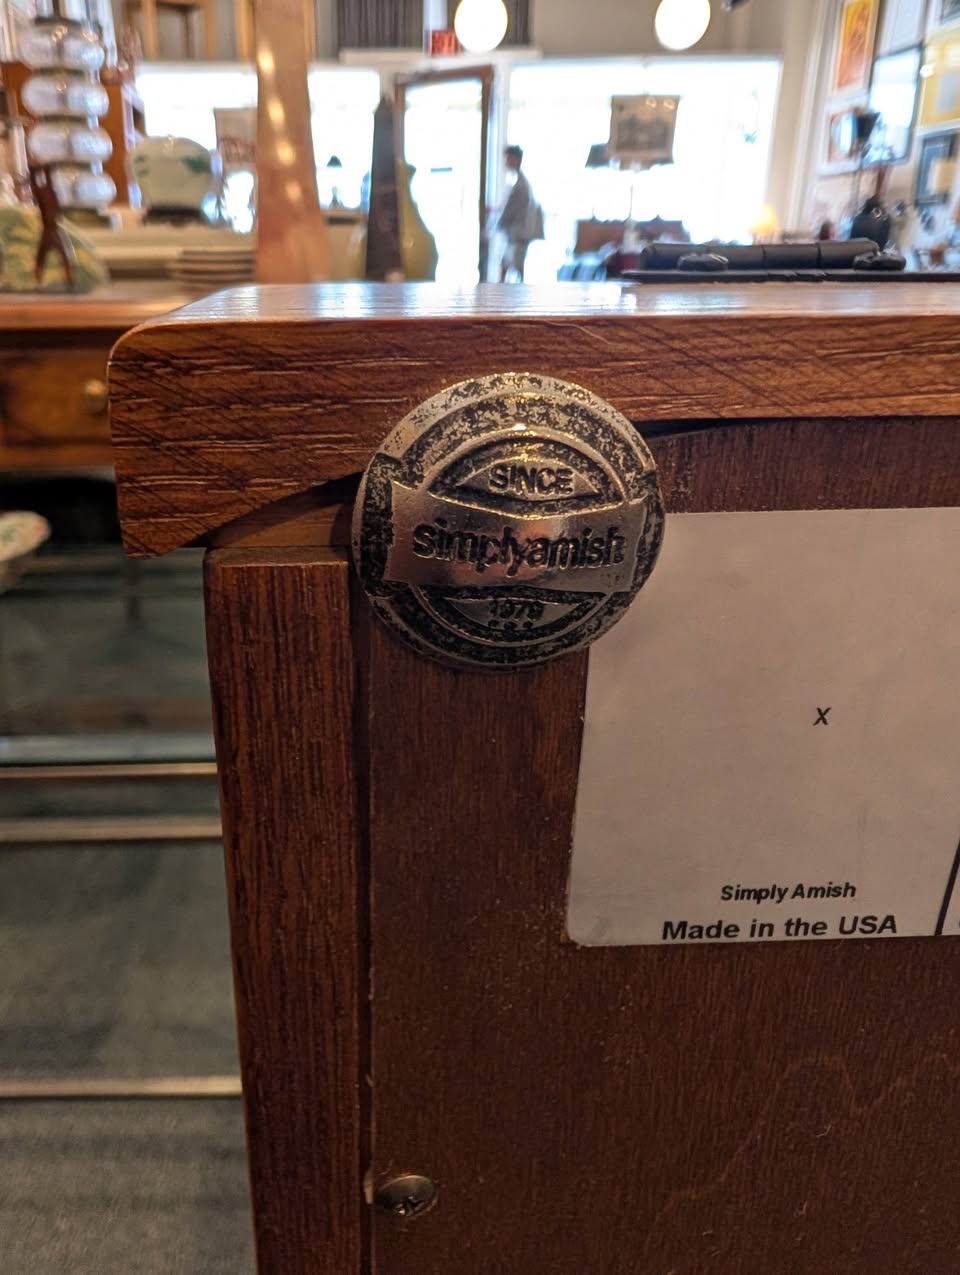 SINCE
simplyamish
1979
x
Simply Amish
Made in the USA